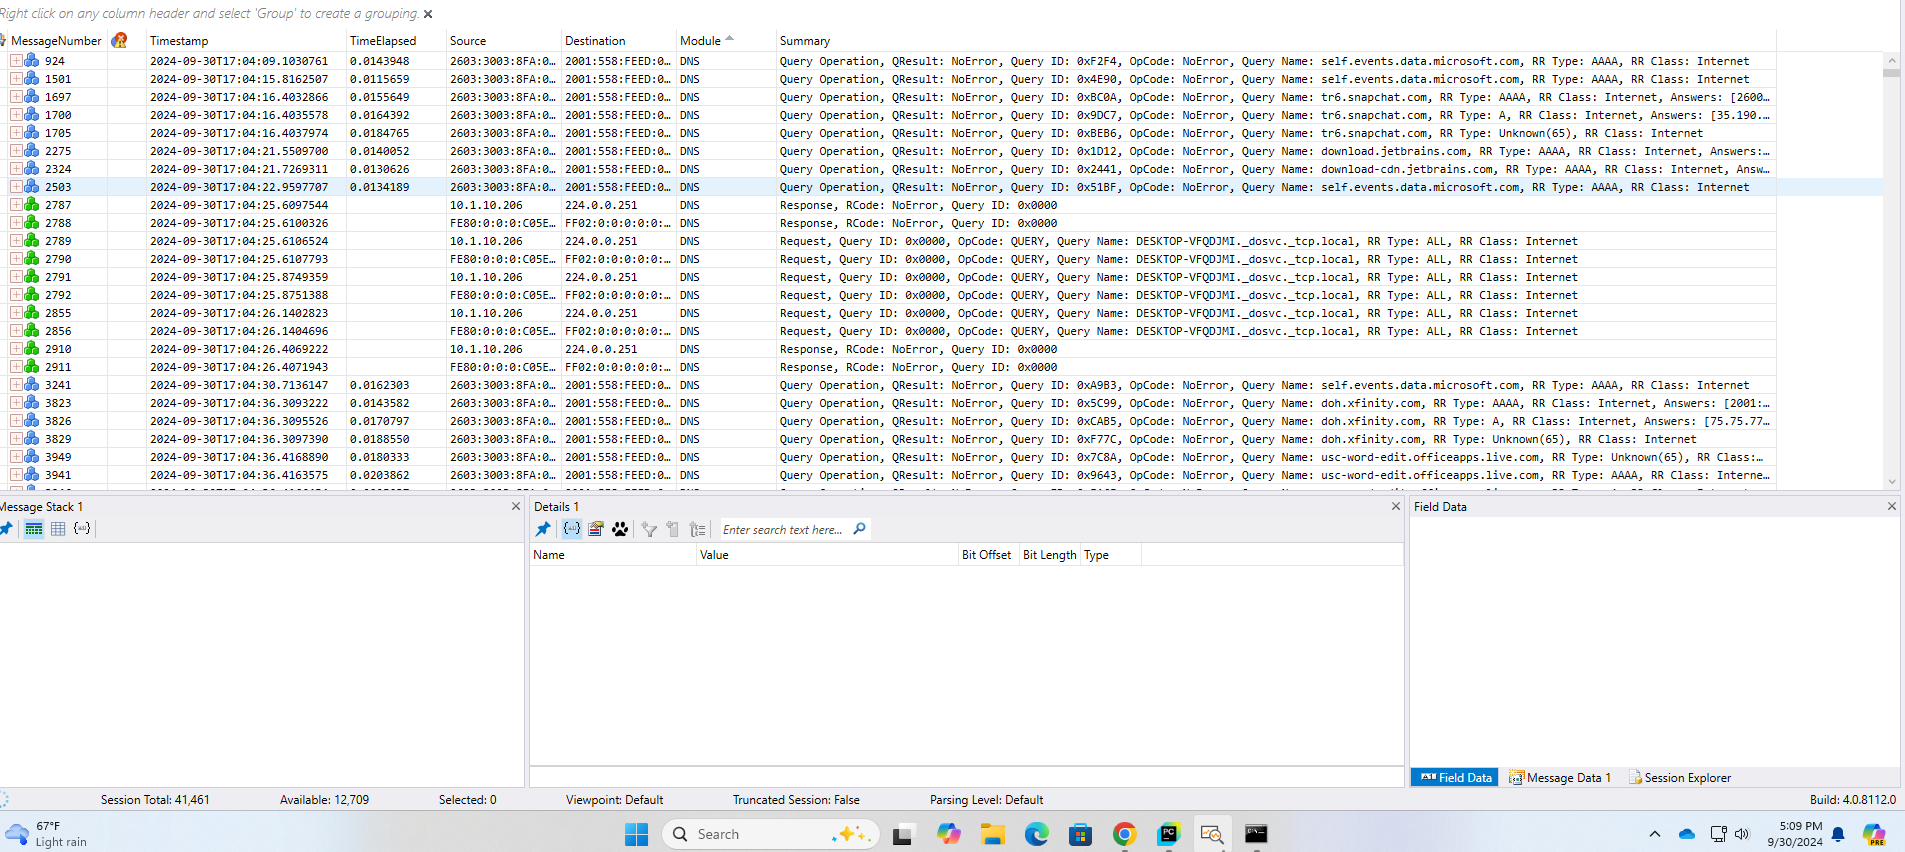 Right click on any column header and select 'Group' to create a grouping.
MessageNumber Timestamp TimeElapsed Source Destination Module Summary
924 2024-09-30T17:04:09.1030761 0.0143948 2603:3003:8FA:0... 2001:558:FEED:0... DNS Query Operation, QResult: NoError, Query ID: 0xF2F4, OpCode: NoError, Query Name: self.events.data.microsoft.com, RR Type: AAAA, RR Class: Internet
1501 2024-09-30T17:04:15.8162507 0.0115659 2603:3003:8FA:0... 2001:558:FEED:0... DNS Query Operation, QResult: NoError, Query ID: 0x4E90, OpCode: NoError, Query Name: self.events.data.microsoft.com, RR Type: AAAA, RR Class: Internet
1697 2024-09-30T17:04:16.4032866 0.0155649 2603:3003:8FA:0... 2001:558:FEED:0... DNS Query Operation, QResult: NoError, Query ID: 0xBC0A, OpCode: NoError, Query Name: tr6.snapchat.com, RR Type: AAAA, RR Class: Internet, Answers: [2600...
1700 2024-09-30T17:04:16.4035578 0.0164392 2603:3003:8FA:0... 2001:558:FEED:0... DNS Query Operation, QResult: NoError, Query ID: 0x9DC7, OpCode: NoError, Query Name: tr6.snapchat.com, RR Type: A, RR Class: Internet, Answers: [35.190....
1705 2024-09-30T17:04:16.4037974 0.0184765 2603:3003:8FA:0... 2001:558:FEED:0... DNS Query Operation, QResult: NoError, Query ID: 0xBEB6, OpCode: NoError, Query Name: tr6.snapchat.com, RR Type: Unknown(65), RR Class: Internet
2275 2024-09-30T17:04:21.5509700 0.0140052 2603:3003:8FA:0... 2001:558:FEED:0... DNS Query Operation, QResult: NoError, Query ID: 0x1D12, OpCode: NoError, Query Name: download.jetbrains.com, RR Type: AAAA, RR Class: Internet, Answers:...
2324 2024-09-30T17:04:21.7269311 0.0130626 2603:3003:8FA:0... 2001:558:FEED:0... DNS Query Operation, QResult: NoError, Query ID: 0x2441, OpCode: NoError, Query Name: download-cdn.jetbrains.com, RR Type: AAAA, RR Class: Internet, Answ...
2503 2024-09-30T17:04:22.9597707 0.0134189 2603:3003:8FA:0... 2001:558:FEED:0... DNS Query Operation, QResult: NoError, Query ID: 0x51BF, OpCode: NoError, Query Name: self.events.data.microsoft.com, RR Type: AAAA, RR Class: Internet
2787 2024-09-30T17:04:25.6097544 10.1.10.206 224.0.0.251 DNS Response, RCode: NoError, Query ID: 0x0000
2788 2024-09-30T17:04:25.6100326 FE80:0:0:0:C05E... FF02:0:0:0:0:0:... DNS Response, RCode: NoError, Query ID: 0x0000
2789 2024-09-30T17:04:25.6106524 10.1.10.206 224.0.0.251 DNS Request, Query ID: 0x0000, OpCode: QUERY, Query Name: DESKTOP-VFQDJMI._dosvc._tcp.local, RR Type: ALL, RR Class: Internet
2790 2024-09-30T17:04:25.6107793 FE80:0:0:0:C05E... FF02:0:0:0:0:0:... DNS Request, Query ID: 0x0000, OpCode: QUERY, Query Name: DESKTOP-VFQDJMI._dosvc._tcp.local, RR Type: ALL, RR Class: Internet
2791 2024-09-30T17:04:25.8749359 10.1.10.206 224.0.0.251 DNS Request, Query ID: 0x0000, OpCode: QUERY, Query Name: DESKTOP-VFQDJMI._dosvc._tcp.local, RR Type: ALL, RR Class: Internet
2792 2024-09-30T17:04:25.8751388 FE80:0:0:0:C05E... FF02:0:0:0:0:0:... DNS Request, Query ID: 0x0000, OpCode: QUERY, Query Name: DESKTOP-VFQDJMI._dosvc._tcp.local, RR Type: ALL, RR Class: Internet
2855 2024-09-30T17:04:26.1402823 10.1.10.206 224.0.0.251 DNS Request, Query ID: 0x0000, OpCode: QUERY, Query Name: DESKTOP-VFQDJMI._dosvc._tcp.local, RR Type: ALL, RR Class: Internet
2856 2024-09-30T17:04:26.1404696 FE80:0:0:0:C05E... FF02:0:0:0:0:0:... DNS Request, Query ID: 0x0000, OpCode: QUERY, Query Name: DESKTOP-VFQDJMI._dosvc._tcp.local, RR Type: ALL, RR Class: Internet
2910 2024-09-30T17:04:26.4069222 10.1.10.206 224.0.0.251 DNS Response, RCode: NoError, Query ID: 0x0000
2911 2024-09-30T17:04:26.4071943 FE80:0:0:0:C05E... FF02:0:0:0:0:0:... DNS Response, RCode: NoError, Query ID: 0x0000
3241 2024-09-30T17:04:30.7136147 0.0162303 2603:3003:8FA:0... 2001:558:FEED:0... DNS Query Operation, QResult: NoError, Query ID: 0xA9B3, OpCode: NoError, Query Name: self.events.data.microsoft.com, RR Type: AAAA, RR Class: Internet
3823 2024-09-30T17:04:36.3093222 0.0143582 2603:3003:8FA:0... 2001:558:FEED:0... DNS Query Operation, QResult: NoError, Query ID: 0x5C99, OpCode: NoError, Query Name: doh.xfinity.com, RR Type: AAAA, RR Class: Internet, Answers: [2001:...
3826 2024-09-30T17:04:36.3095526 0.0170797 2603:3003:8FA:0... 2001:558:FEED:0... DNS Query Operation, QResult: NoError, Query ID: 0xCAB5, OpCode: NoError, Query Name: doh.xfinity.com, RR Type: A, RR Class: Internet, Answers: [75.75.77...
3829 2024-09-30T17:04:36.3097390 0.0188550 2603:3003:8FA:0... 2001:558:FEED:0... DNS Query Operation, QResult: NoError, Query ID: 0xF77C, OpCode: NoError, Query Name: doh.xfinity.com, RR Type: Unknown(65), RR Class: Internet
3949 2024-09-30T17:04:36.4168890 0.0180333 2603:3003:8FA:0... 2001:558:FEED:0... DNS Query Operation, QResult: NoError, Query ID: 0x7C8A, OpCode: NoError, Query Name: usc-word-edit.officeapps.live.com, RR Type: Unknown(65), RR Class:...
3941 2024-09-30T17:04:36.4163575 0.0203862 2603:3003:8FA:0... 2001:558:FEED:0... DNS Query Operation, QResult: NoError, Query ID: 0x9643, OpCode: NoError, Query Name: usc-word-edit.officeapps.live.com, RR Type: AAAA, RR Class: Interne...
Message Stack 1 Details 1 Field Data
Enter search text here...
Name Value Bit Offset Bit Length Type
Field Data Message Data 1 Session Explorer
Session Total: 41,461 Available: 12,709 Selected: 0 Viewpoint: Default Truncated Session: False Parsing Level: Default Build: 4.0.8112.0
67°F
Light rain
Search
PC
PRE
5:09 PM
9/30/2024